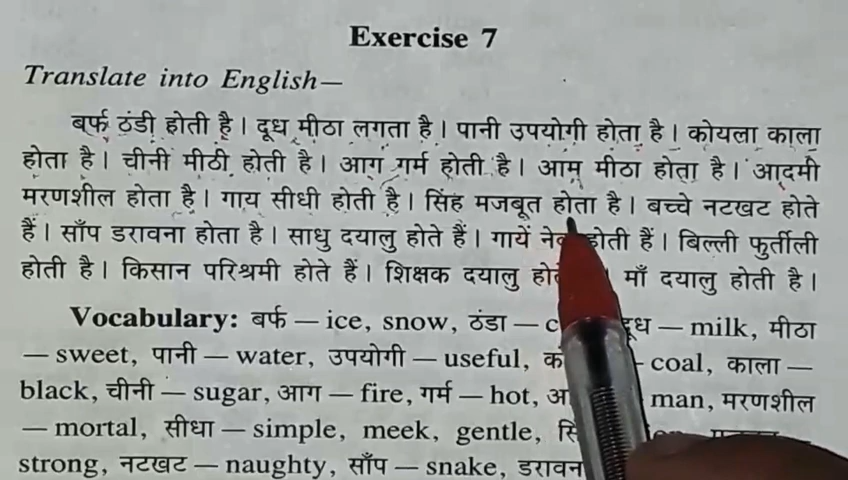 Exercise 7
Translate into English—
बर्फ ठंडी होती है। दूध मीठा लगता है। पानी उपयोगी होता है। कोयला काला
होता है। चीनी मीठी होती है। आग गर्म होती है। आम मीठा होता है। आदमी
मरणशील होता है। गाय सीधी होती है। सिंह मजबूत होता है। बच्चे नटखट होते
हैं। साँप डरावना होता है। साधु दयालु होते हैं। गायें होती हैं। बिल्ली फुर्तीली
होती है। किसान परिश्रमी होते हैं। शिक्षक दयालु माँ दयालु होती है।
Vocabulary: बर्फ — ice, snow, ठंडा — दूध — milk, मीठा
— sweet, पानी — water, उपयोगी — useful, — coal, काला —
black, चीनी — sugar, आग — fire, गर्म — hot, man, मरणशील
— mortal, सीधा — simple, meek, gentle,
strong, नटखट — naughty, साँप — snake,